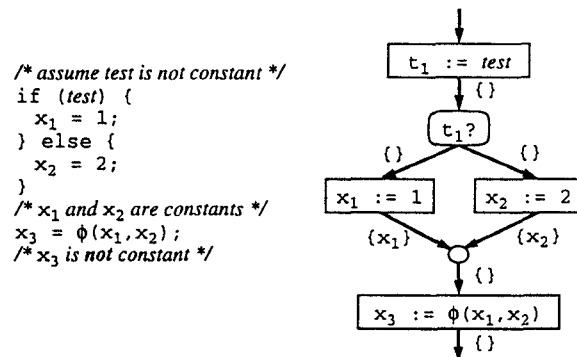 /* assume test is not constant */
if (test) {
x₁ = 1;
} else {
x₂ = 2;
}
/* x₁ and x₂ are constants */
x₃ = ϕ(x₁,x₂);
/* x₃ is not constant */
t₁ := test
{}
t₁?
{} {}
x₁ := 1 x₂ := 2
{x₁} {x₂}
{}
x₃ := ϕ(x₁,x₂)
{}